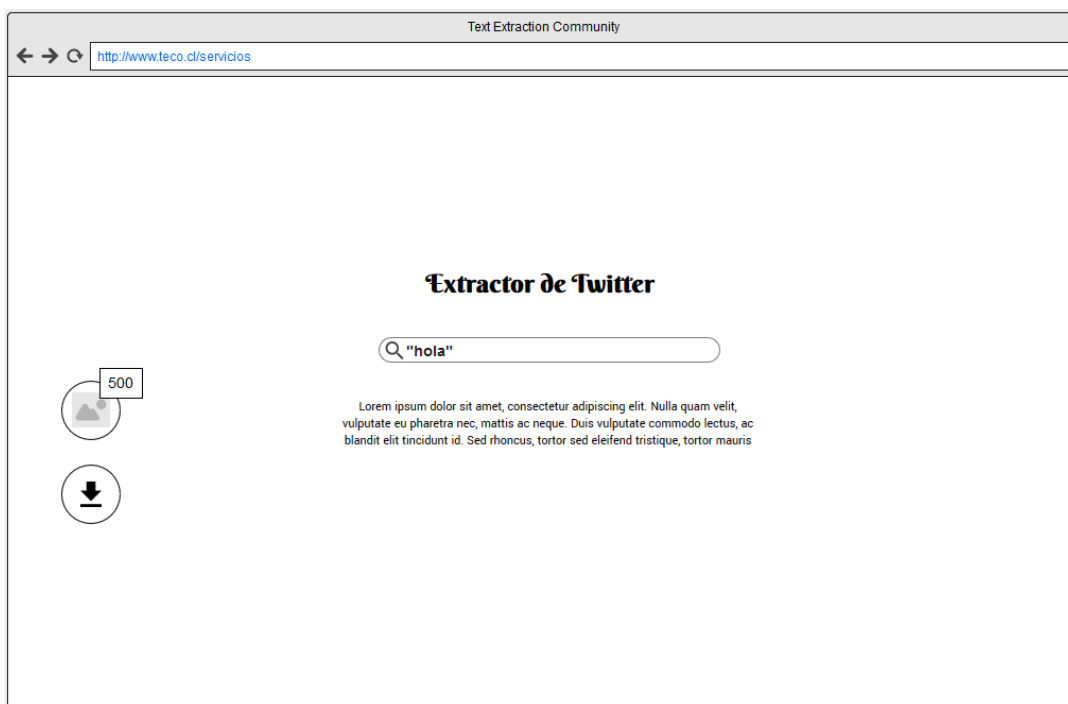 Text Extraction Community
http://www.teco.cl/servicios
Extractor de Twitter
"hola"
500
Lorem ipsum dolor sit amet, consectetur adipiscing elit. Nulla quam velit,
vulputate eu pharetra nec, mattis ac neque. Duis vulputate commodo lectus, ac
blandit elit tincidunt id. Sed rhoncus, tortor sed eleifend tristique, tortor mauris